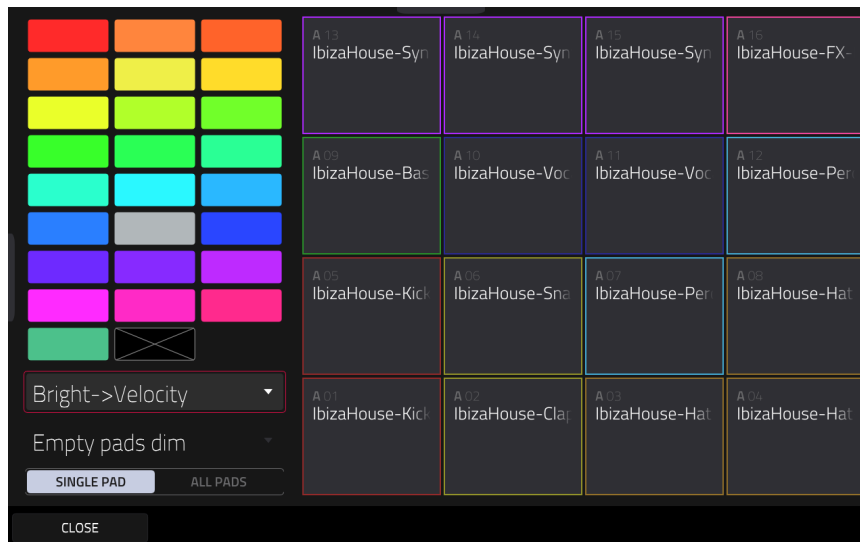 A 13
IbizaHouse-Syn
A 14
IbizaHouse-Syn
A 15
IbizaHouse-Syn
A 16
IbizaHouse-FX-
A 09
IbizaHouse-Bas
A 10
IbizaHouse-Voc
A 11
IbizaHouse-Voc
A 12
IbizaHouse-Per
A 05
IbizaHouse-Kick
A 06
IbizaHouse-Sna
A 07
IbizaHouse-Per
A 08
IbizaHouse-Hat
A 01
IbizaHouse-Kick
A 02
IbizaHouse-Clap
A 03
IbizaHouse-Hat
A 04
IbizaHouse-Hat
Bright->Velocity
Empty pads dim
SINGLE PAD
ALL PADS
CLOSE